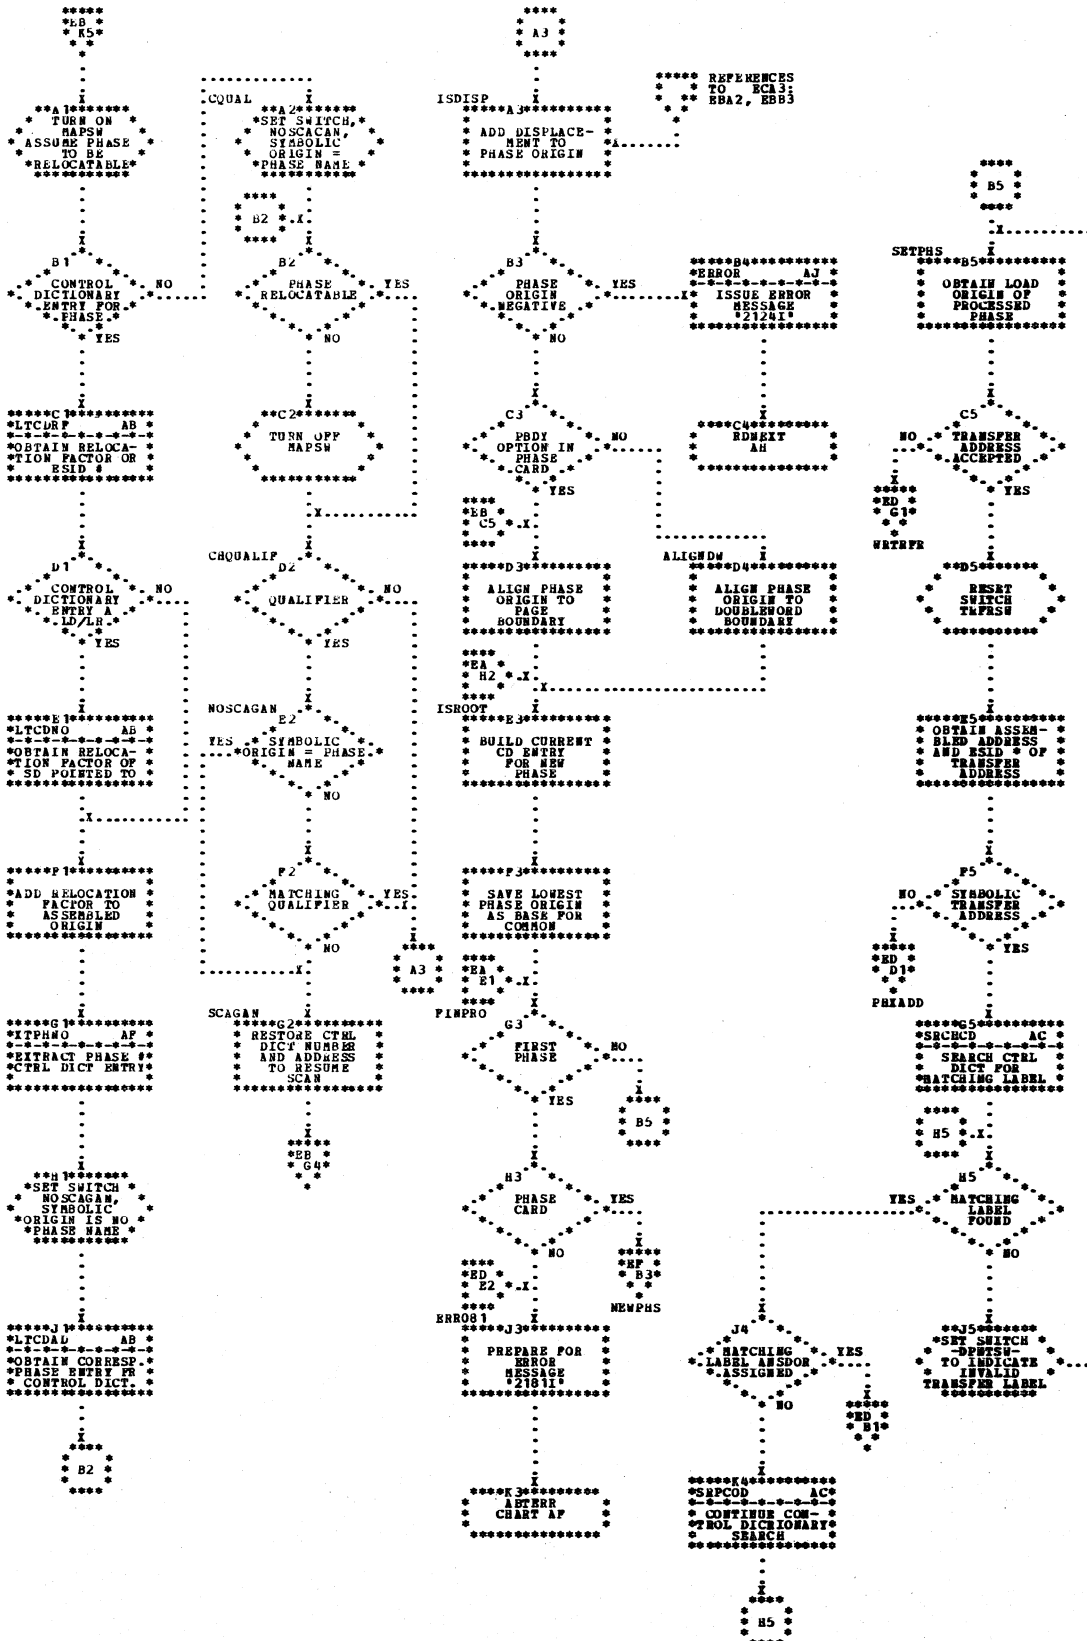 EB
K5
A1
TURN ON
MAPSW
ASSUME PHASE
TO BE
RELOCATABLE
B1
CONTROL
DICTIONARY
ENTRY FOR
PHASE
NO
YES
C1
LTCDRF AB
OBTAIN RELOCA-
TION FACTOR OR
ESID #
D1
CONTROL
DICTIONARY
ENTRY A
LD/LR
NO
YES
E1
LTCDNO AB
OBTAIN RELOCA-
TION FACTOR OF
SD POINTED TO
F1
ADD RELOCATION
FACTOR TO
ASSEMBLED
ORIGIN
G1
XTPHNO AF
EXTRACT PHASE #
CTRL DICT ENTRY
H1
SET SWITCH
NOSCAGAN,
SYMBOLIC
ORIGIN IS NO
PHASE NAME
J1
LTCDAD AB
OBTAIN CORRESP.
PHASE ENTRY FR
CONTROL DICT.
B2
CQUAL
A2
SET SWITCH,
NOSCACAN,
SYMBOLIC
ORIGIN =
PHASE NAME
B2
B2
PHASE
RELOCATABLE
YES
NO
C2
TURN OFF
MAPSW
CHQUALIF
D2
QUALIFIER
NO
YES
NOSCAGAN
E2
SYMBOLIC
ORIGIN = PHASE
NAME
YES
NO
F2
MATCHING
QUALIFIER
YES
NO
A3
SCAGAN
G2
RESTORE CTRL
DICT NUMBER
AND ADDRESS
TO RESUME
SCAN
EB
G4
A3
REFERENCES
TO ECA3:
EBA2, EBB3
ISDISP
A3
ADD DISPLACE-
MENT TO
PHASE ORIGIN
B3
PHASE
ORIGIN
NEGATIVE
YES
NO
C3
PBDY
OPTION IN
PHASE
CARD
NO
YES
EB
C5
D3
ALIGN PHASE
ORIGIN TO
PAGE
BOUNDARY
EA
H2
ISROOT
E3
BUILD CURRENT
CD ENTRY
FOR NEW
PHASE
F3
SAVE LOWEST
PHASE ORIGIN
AS BASE FOR
COMMON
EA
E1
FINPRO
G3
FIRST
PHASE
NO
YES
B5
H3
PHASE
CARD
YES
NO
EF
B3
NEWPHS
ED
E2
ERR081
J3
PREPARE FOR
ERROR
MESSAGE
'2181I'
K3
ABTERR
CHART AF
B4
ERROR AJ
ISSUE ERROR
MESSAGE
'2124I'
C4
RDNEXT
AH
ALIGNDW
D4
ALIGN PHASE
ORIGIN TO
DOUBLEWORD
BOUNDARY
J4
MATCHING
LABEL ANSDOR
ASSIGNED
YES
NO
ED
B1
K4
SRPCOD AC
CONTINUE CON-
TROL DICRIONARY
SEARCH
H5
B5
SETPHS
B5
OBTAIN LOAD
ORIGIN OF
PROCESSED
PHASE
C5
TRANSFER
ADDRESS
ACCEPTED
NO
YES
ED
G1
WRTRFR
D5
RESET
SWITCH
TRFRSW
E5
OBTAIN ASSEM-
BLED ADDRESS
AND ESID # OF
TRANSFER
ADDRESS
F5
SYMBOLIC
TRANSFER
ADDRESS
NO
YES
ED
D1
PHXADD
G5
SRCHCD AC
SEARCH CTRL
DICT FOR
MATCHING LABEL
H5
H5
MATCHING
LABEL
FOUND
YES
NO
J5
SET SWITCH
-DPNTSW-
TO INDICATE
INVALID
TRANSFER LABEL